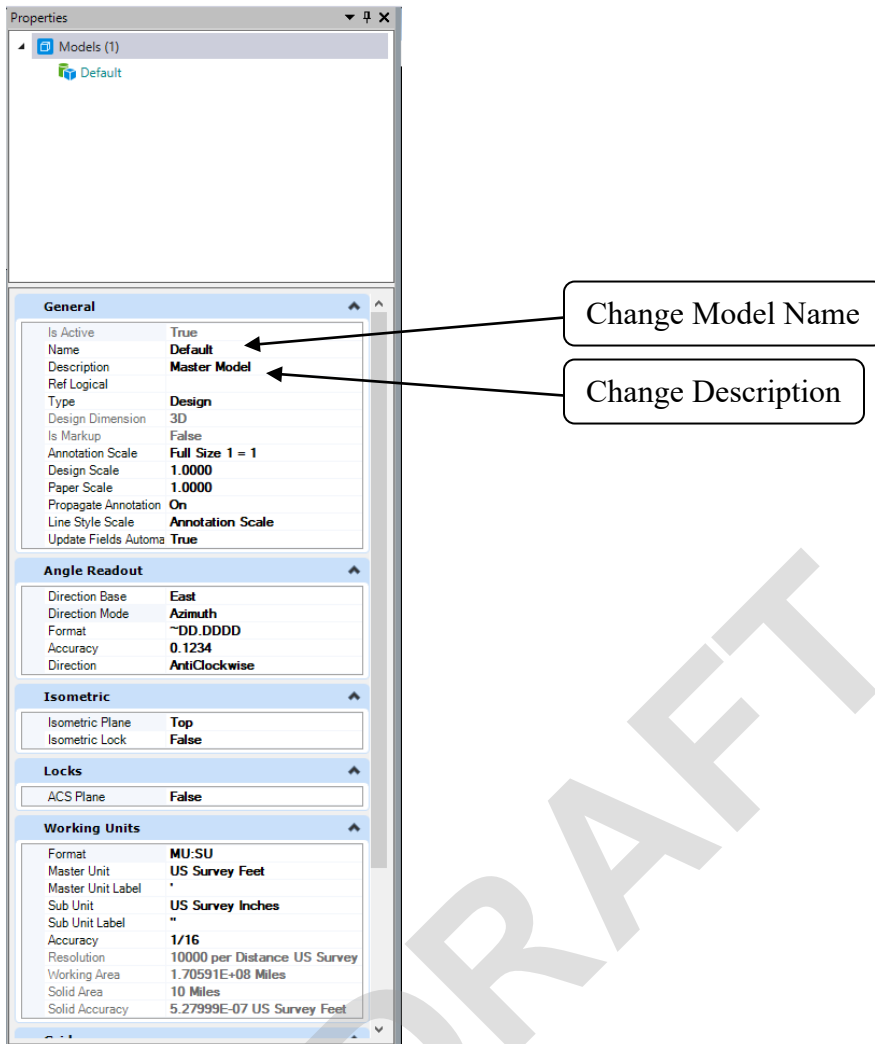 Properties
Models (1)
Default
General
Is Active True
Name Default
Description Master Model
Ref Logical
Type Design
Design Dimension 3D
Is Markup False
Annotation Scale Full Size 1 = 1
Design Scale 1.0000
Paper Scale 1.0000
Propagate Annotation On
Line Style Scale Annotation Scale
Update Fields Automa True
Change Model Name
Change Description
Angle Readout
Direction Base East
Direction Mode Azimuth
Format ~DD.DDDD
Accuracy 0.1234
Direction AntiClockwise
Isometric
Isometric Plane Top
Isometric Lock False
Locks
ACS Plane False
Working Units
Format MU:SU
Master Unit US Survey Feet
Master Unit Label '
Sub Unit US Survey Inches
Sub Unit Label "
Accuracy 1/16
Resolution 10000 per Distance US Survey
Working Area 1.70591E+08 Miles
Solid Area 10 Miles
Solid Accuracy 5.27999E-07 US Survey Feet
DRAFT